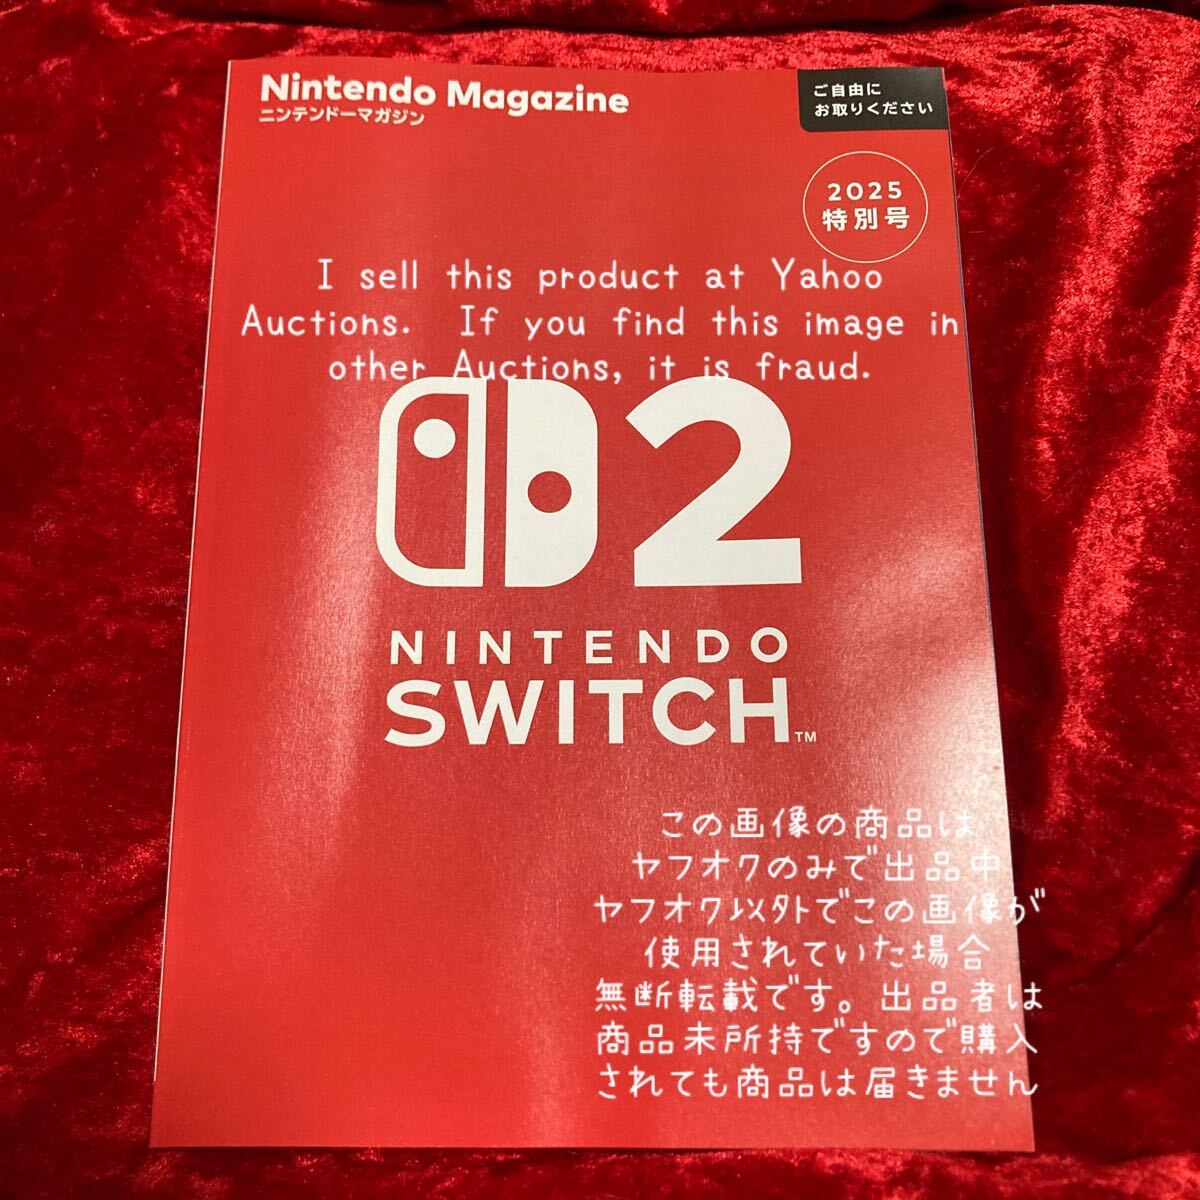 Nintendo Magazine
ニンテンドーマガジン
ご自由に
お取りください
2025
特別号
I sell this product at Yahoo
Auctions. If you find this image in
other Auctions, it is fraud.
2
NINTENDO
SWITCH™
この画像の商品は
ヤフオクのみで出品中
ヤフオク以外でこの画像が
使用されていた場合
無断転載です。出品者は
商品未所持ですので購入
されても商品は届きません